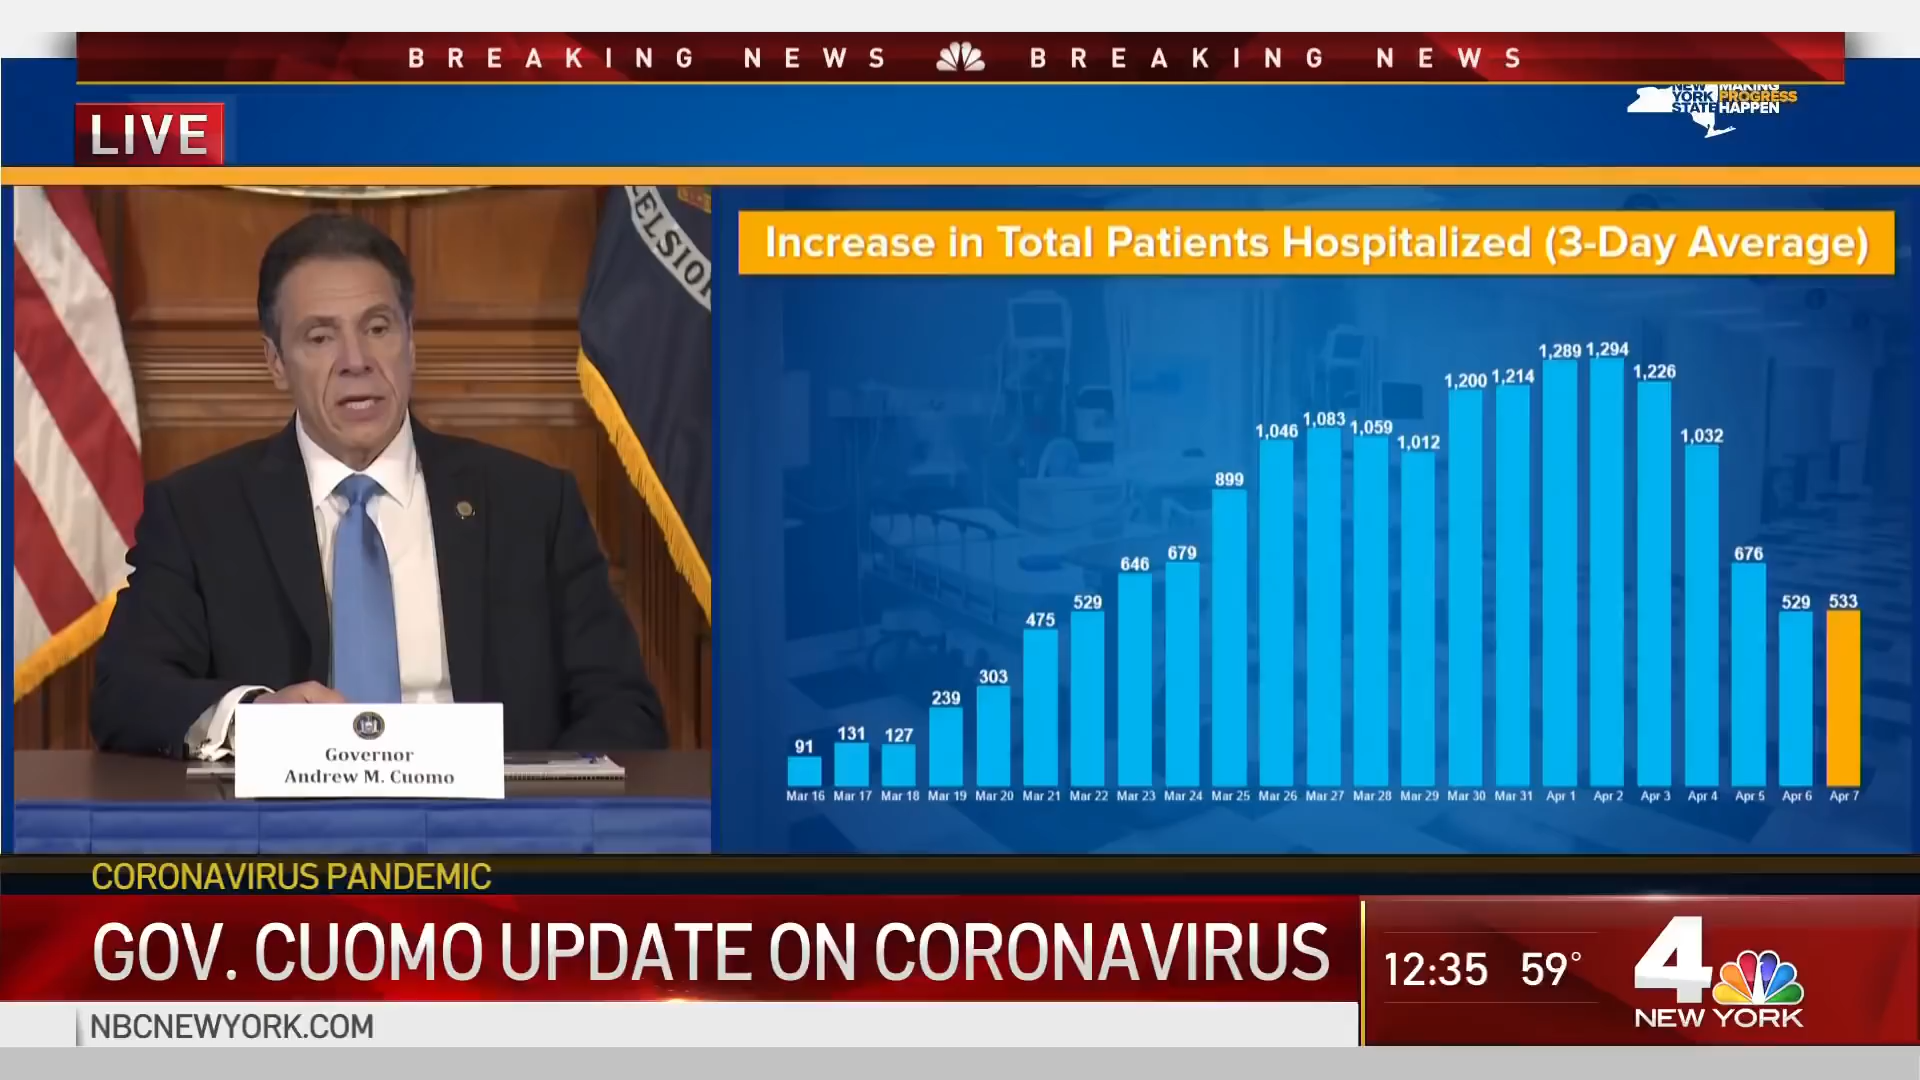 BREAKING NEWS BREAKING NEWS
LIVE
NEW YORK STATE
MAKING PROGRESS HAPPEN
ELSIOR
Increase in Total Patients Hospitalized (3-Day Average)
91 131 127 239 303 475 529 646 679 899 1,046 1,083 1,059 1,012 1,200 1,214 1,289 1,294 1,226 1,032 676 529 533
Mar 16 Mar 17 Mar 18 Mar 19 Mar 20 Mar 21 Mar 22 Mar 23 Mar 24 Mar 25 Mar 26 Mar 27 Mar 28 Mar 29 Mar 30 Mar 31 Apr 1 Apr 2 Apr 3 Apr 4 Apr 5 Apr 6 Apr 7
Governor
Andrew M. Cuomo
CORONAVIRUS PANDEMIC
GOV. CUOMO UPDATE ON CORONAVIRUS
12:35 59°
4
NEW YORK
NBCNEWYORK.COM